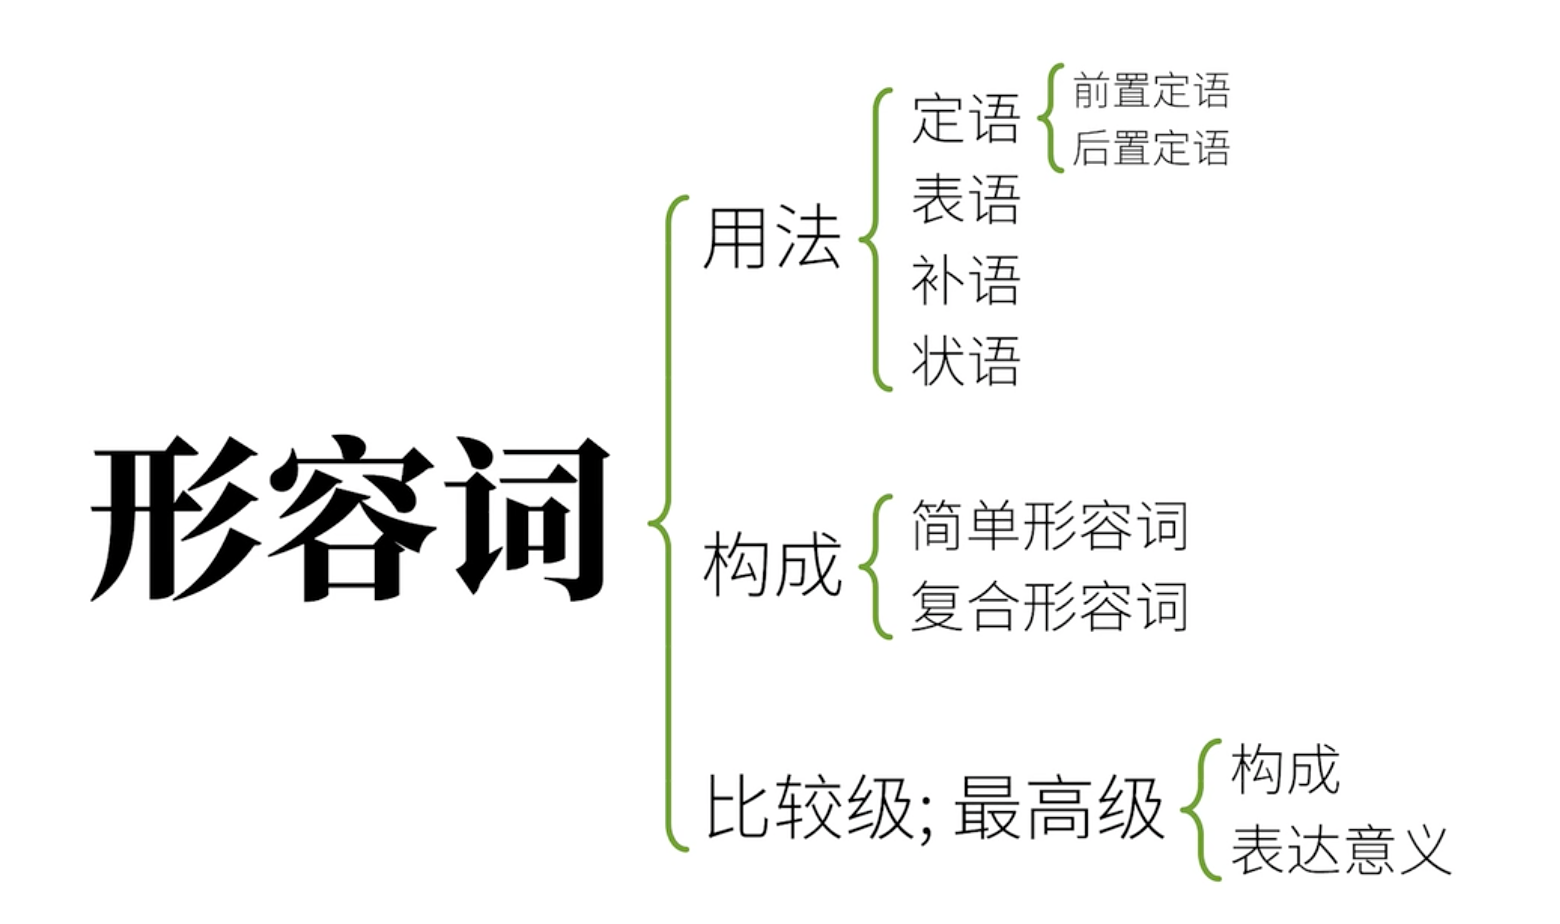 形容词
用法
定语
前置定语
后置定语
表语
补语
状语
构成
简单形容词
复合形容词
比较级; 最高级
构成
表达意义